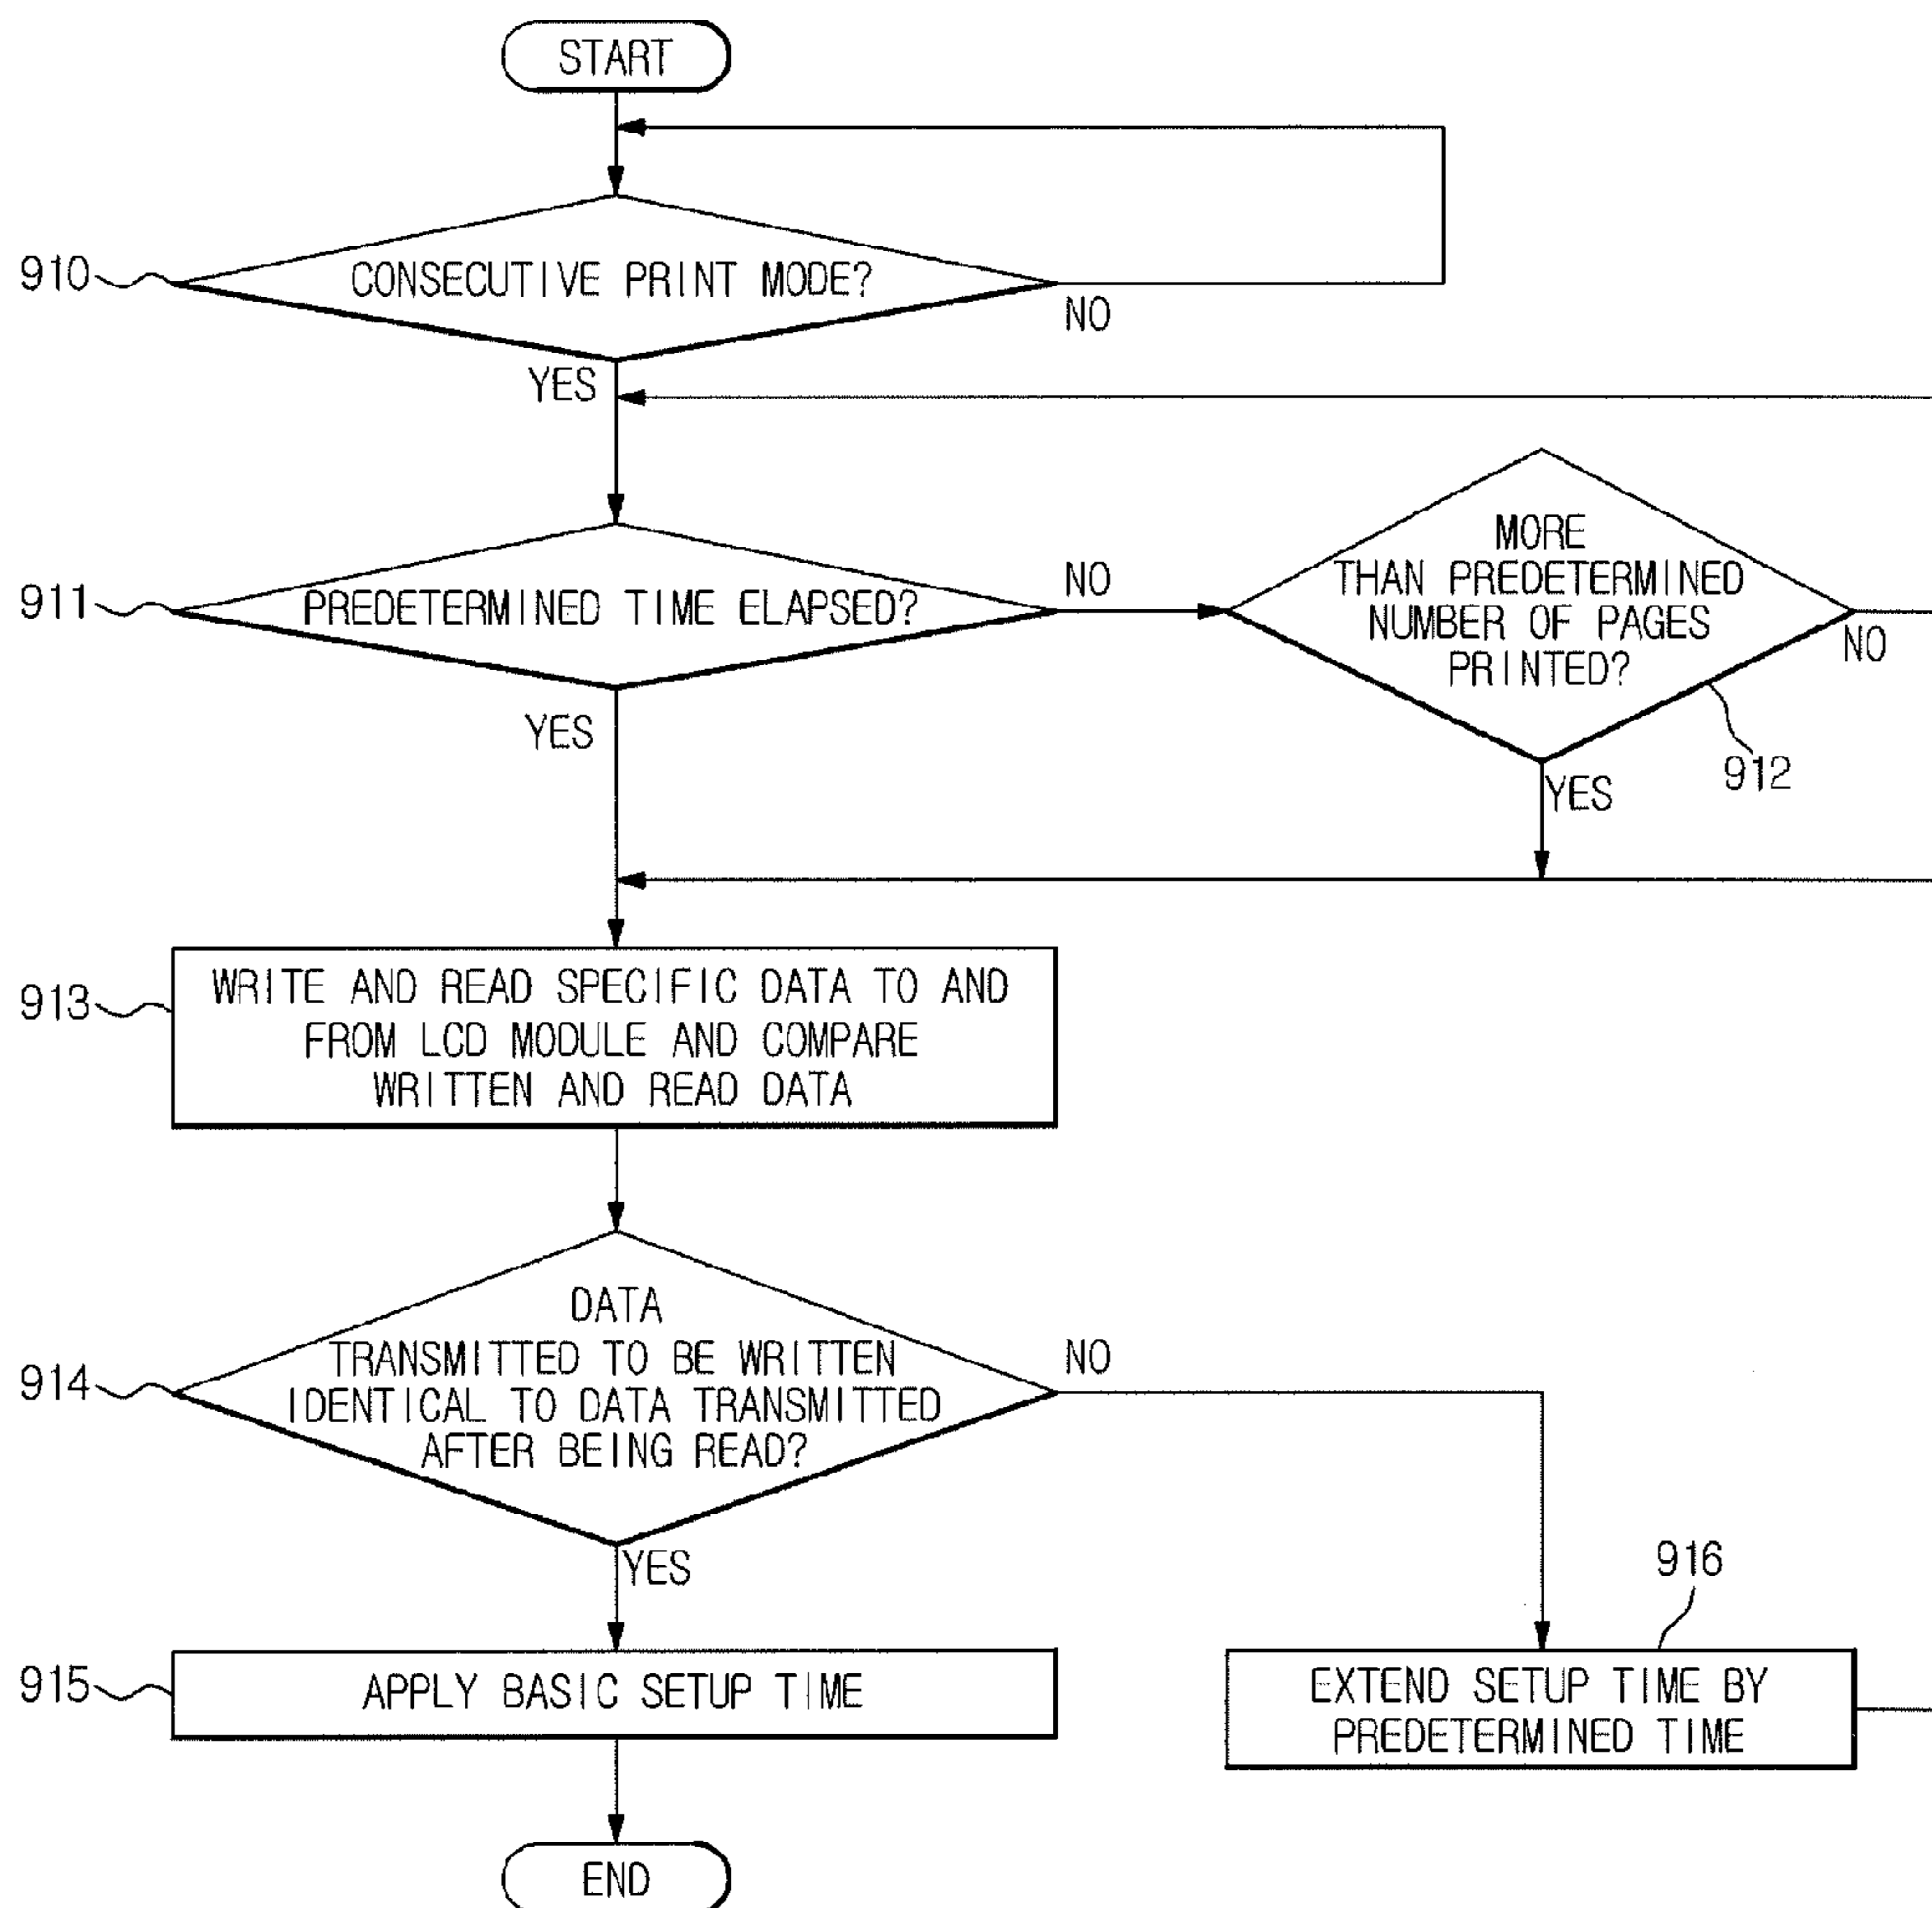 START
910
CONSECUTIVE PRINT MODE?
NO
YES
911
PREDETERMINED TIME ELAPSED?
NO
MORE
THAN PREDETERMINED
NUMBER OF PAGES
PRINTED?
NO
912
YES
YES
913
WRITE AND READ SPECIFIC DATA TO AND
FROM LCD MODULE AND COMPARE
WRITTEN AND READ DATA
914
DATA
TRANSMITTED TO BE WRITTEN
IDENTICAL TO DATA TRANSMITTED
AFTER BEING READ?
NO
YES
915
APPLY BASIC SETUP TIME
916
EXTEND SETUP TIME BY
PREDETERMINED TIME
END